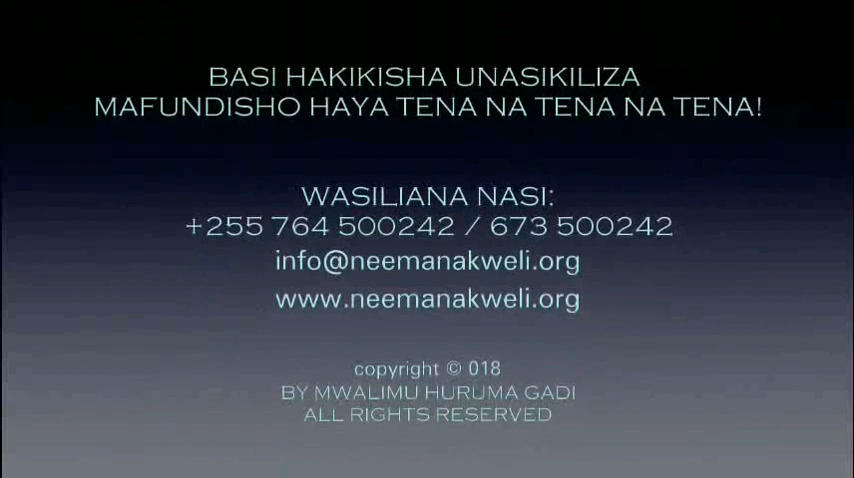 BASI HAKIKISHA UNASIKILIZA
MAFUNDISHO HAYA TENA NA TENA NA TENA!
WASILIANA NASI:
+255 764 500242 / 673 500242
info@neemanakweli.org
www.neemanakweli.org
copyright © 018
BY MWALIMU HURUMA GADI
ALL RIGHTS RESERVED